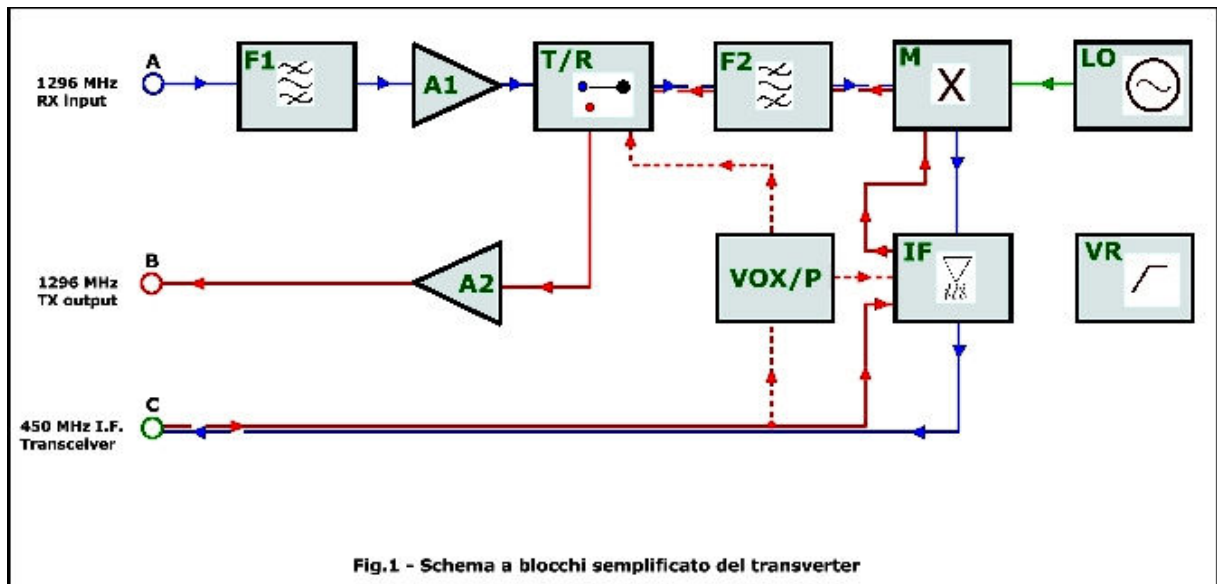 A
1296 MHz
RX input
F1
A1
T/R
F2
M
X
LO
B
1296 MHz
TX output
A2
VOX/P
IF
VR
C
450 MHz I.F.
Transceiver
Fig.1 - Schema a blocchi semplificato del transverter